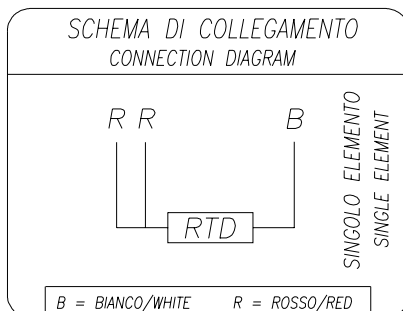 SCHEMA DI COLLEGAMENTO
CONNECTION DIAGRAM
R R B
RTD
SINGOLO ELEMENTO
SINGLE ELEMENT
B = BIANCO/WHITE R = ROSSO/RED